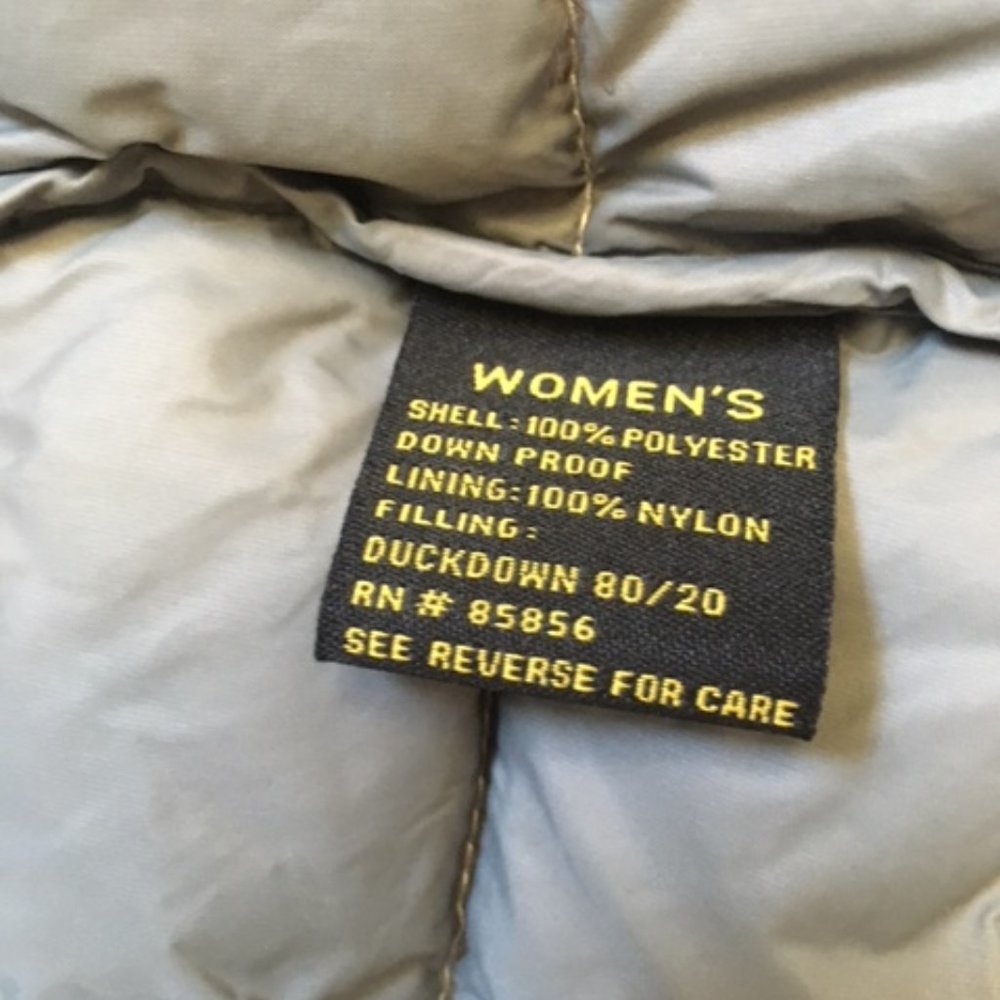 WOMEN'S
SHELL:100% POLYESTER
DOWN PROOF
LINING:100% NYLON
FILLING:
DUCKDOWN 80/20
RN # 85856
SEE REVERSE FOR CARE